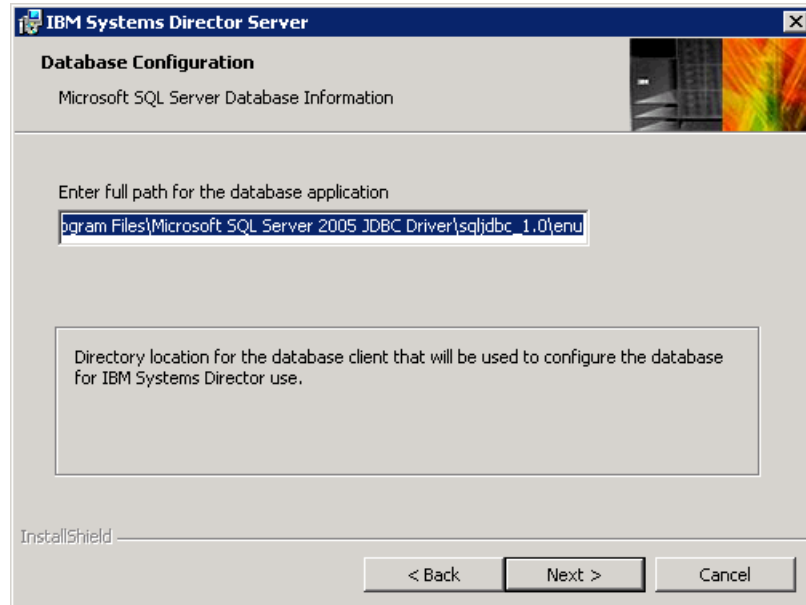 IBM Systems Director Server
Database Configuration
Microsoft SQL Server Database Information
Enter full path for the database application
ogram Files\Microsoft SQL Server 2005 JDBC Driver\sqljdbc_1.0\enu
Directory location for the database client that will be used to configure the database
for IBM Systems Director use.
InstallShield
< Back Next > Cancel